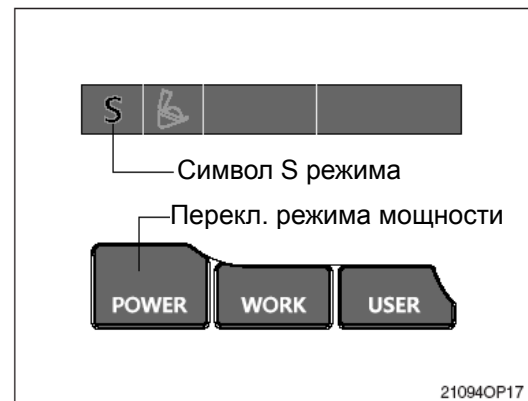 S
Символ S режима
Перекл. режима мощности
POWER WORK USER
21094OP17